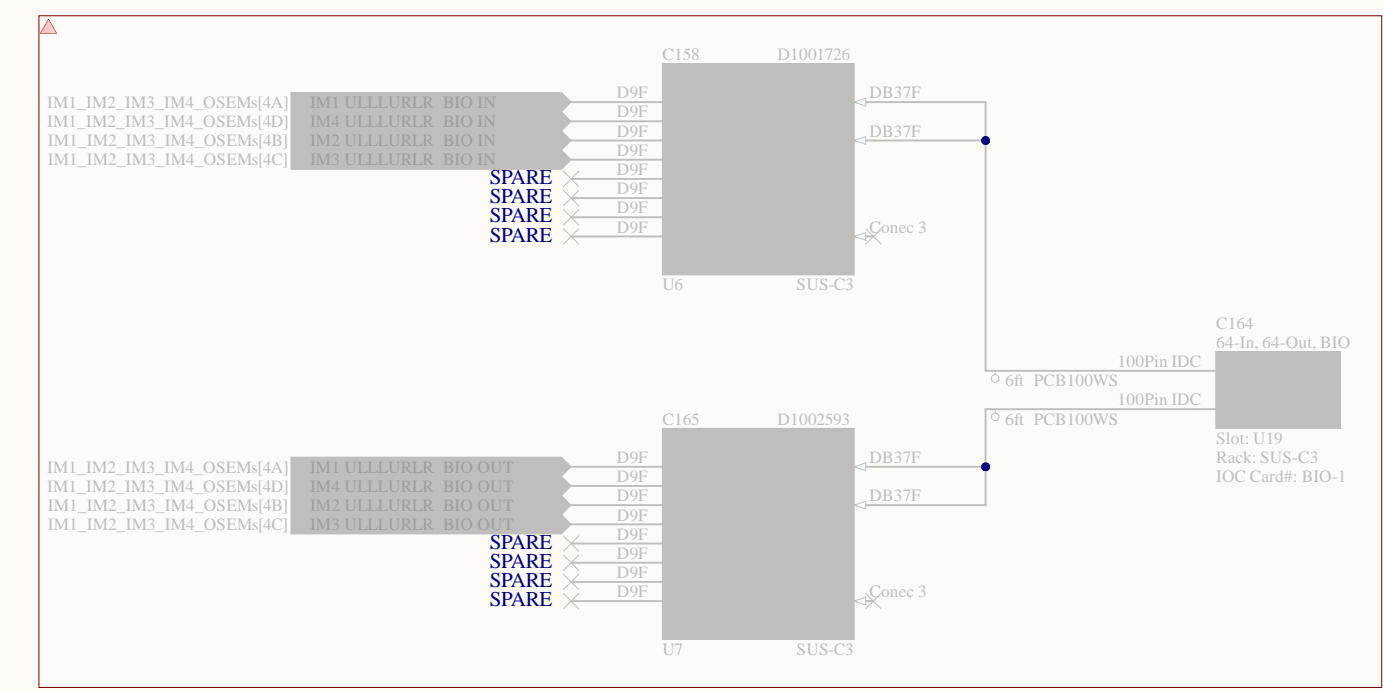 C158 D1001726
IM1_IM2_IM3_IM4_OSEMs[4A] IM1 ULLLURLR BIO IN D9F DB37F
IM1_IM2_IM3_IM4_OSEMs[4D] IM4 ULLLURLR BIO IN D9F
IM1_IM2_IM3_IM4_OSEMs[4B] IM2 ULLLURLR BIO IN D9F DB37F
IM1_IM2_IM3_IM4_OSEMs[4C] IM3 ULLLURLR BIO IN D9F
SPARE D9F
SPARE D9F
SPARE D9F
SPARE D9F Conec 3
U6 SUS-C3
C164
64-In, 64-Out, BIO
100Pin IDC
6ft PCB100WS
100Pin IDC
6ft PCB100WS
Slot: U19
Rack: SUS-C3
IOC Card#: BIO-1
C165 D1002593
IM1_IM2_IM3_IM4_OSEMs[4A] IM1 ULLLURLR BIO OUT D9F DB37F
IM1_IM2_IM3_IM4_OSEMs[4D] IM4 ULLLURLR BIO OUT D9F
IM1_IM2_IM3_IM4_OSEMs[4B] IM2 ULLLURLR BIO OUT D9F DB37F
IM1_IM2_IM3_IM4_OSEMs[4C] IM3 ULLLURLR BIO OUT D9F
SPARE D9F
SPARE D9F
SPARE D9F
SPARE D9F Conec 3
U7 SUS-C3